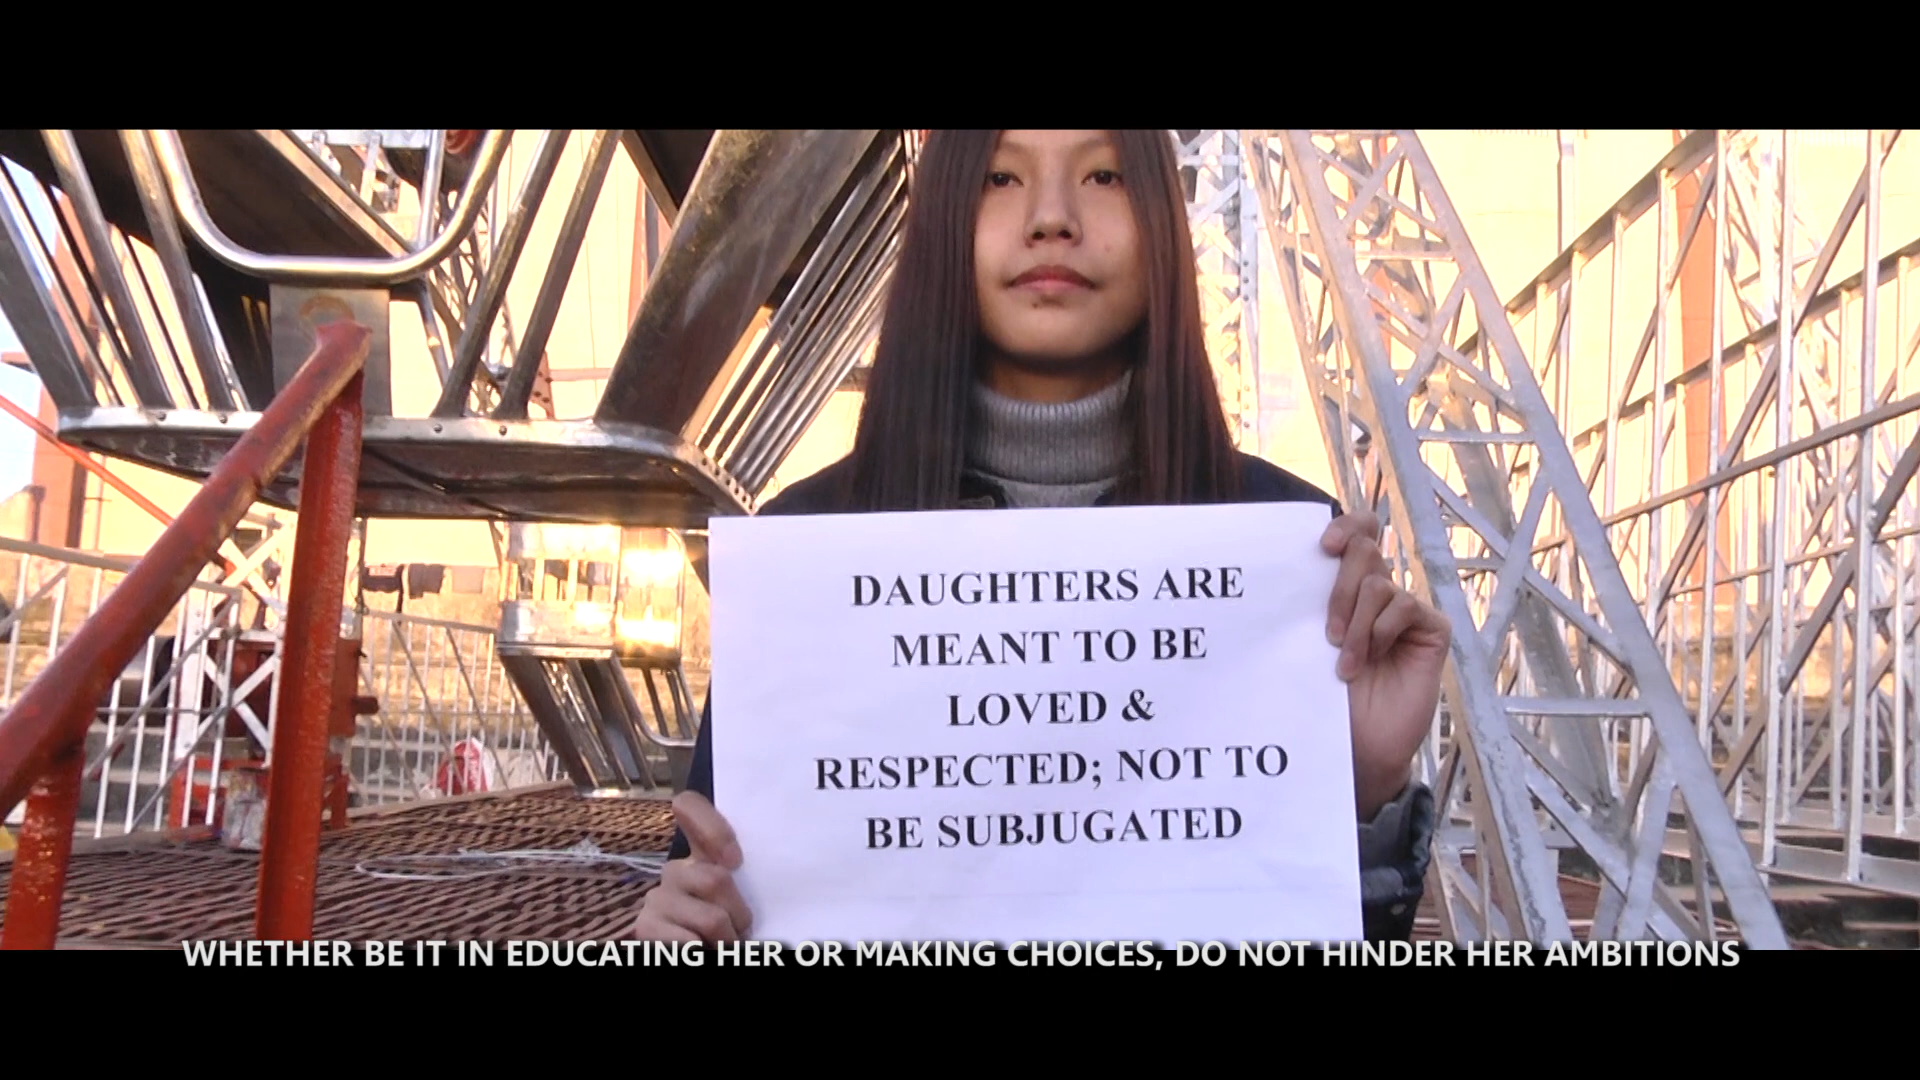 DAUGHTERS ARE
MEANT TO BE
LOVED &
RESPECTED; NOT TO
BE SUBJUGATED
WHETHER BE IT IN EDUCATING HER OR MAKING CHOICES, DO NOT HINDER HER AMBITIONS